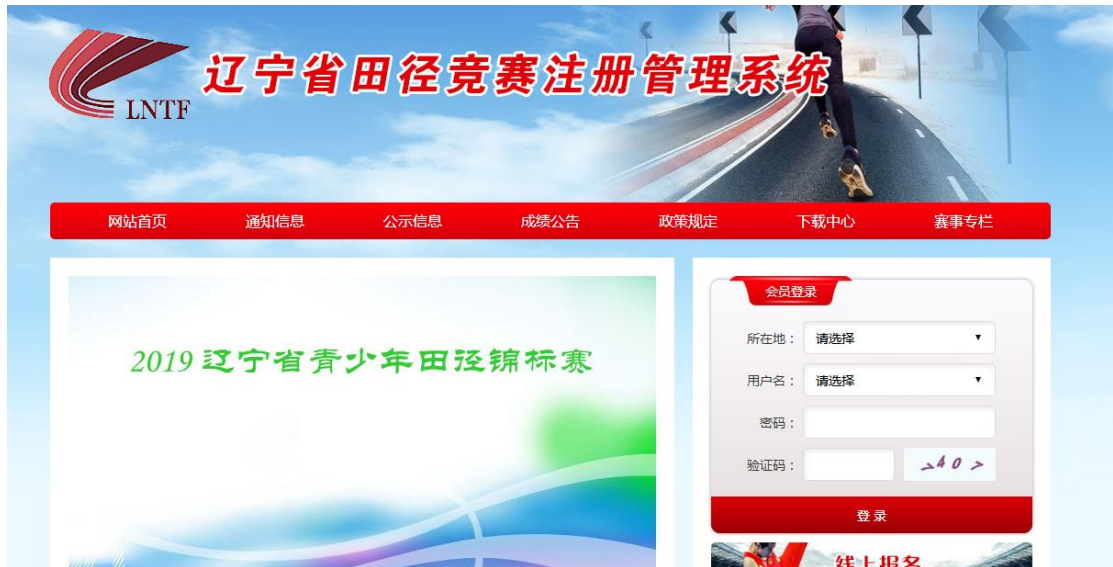 LNTF
辽宁省田径竞赛注册管理系统
网站首页 通知信息 公示信息 成绩公告 政策规定 下载中心 赛事专栏
2019 辽宁省青少年田径锦标赛
会员登录
所在地： 请选择
用户名： 请选择
密码：
验证码：
登 录
线上报名